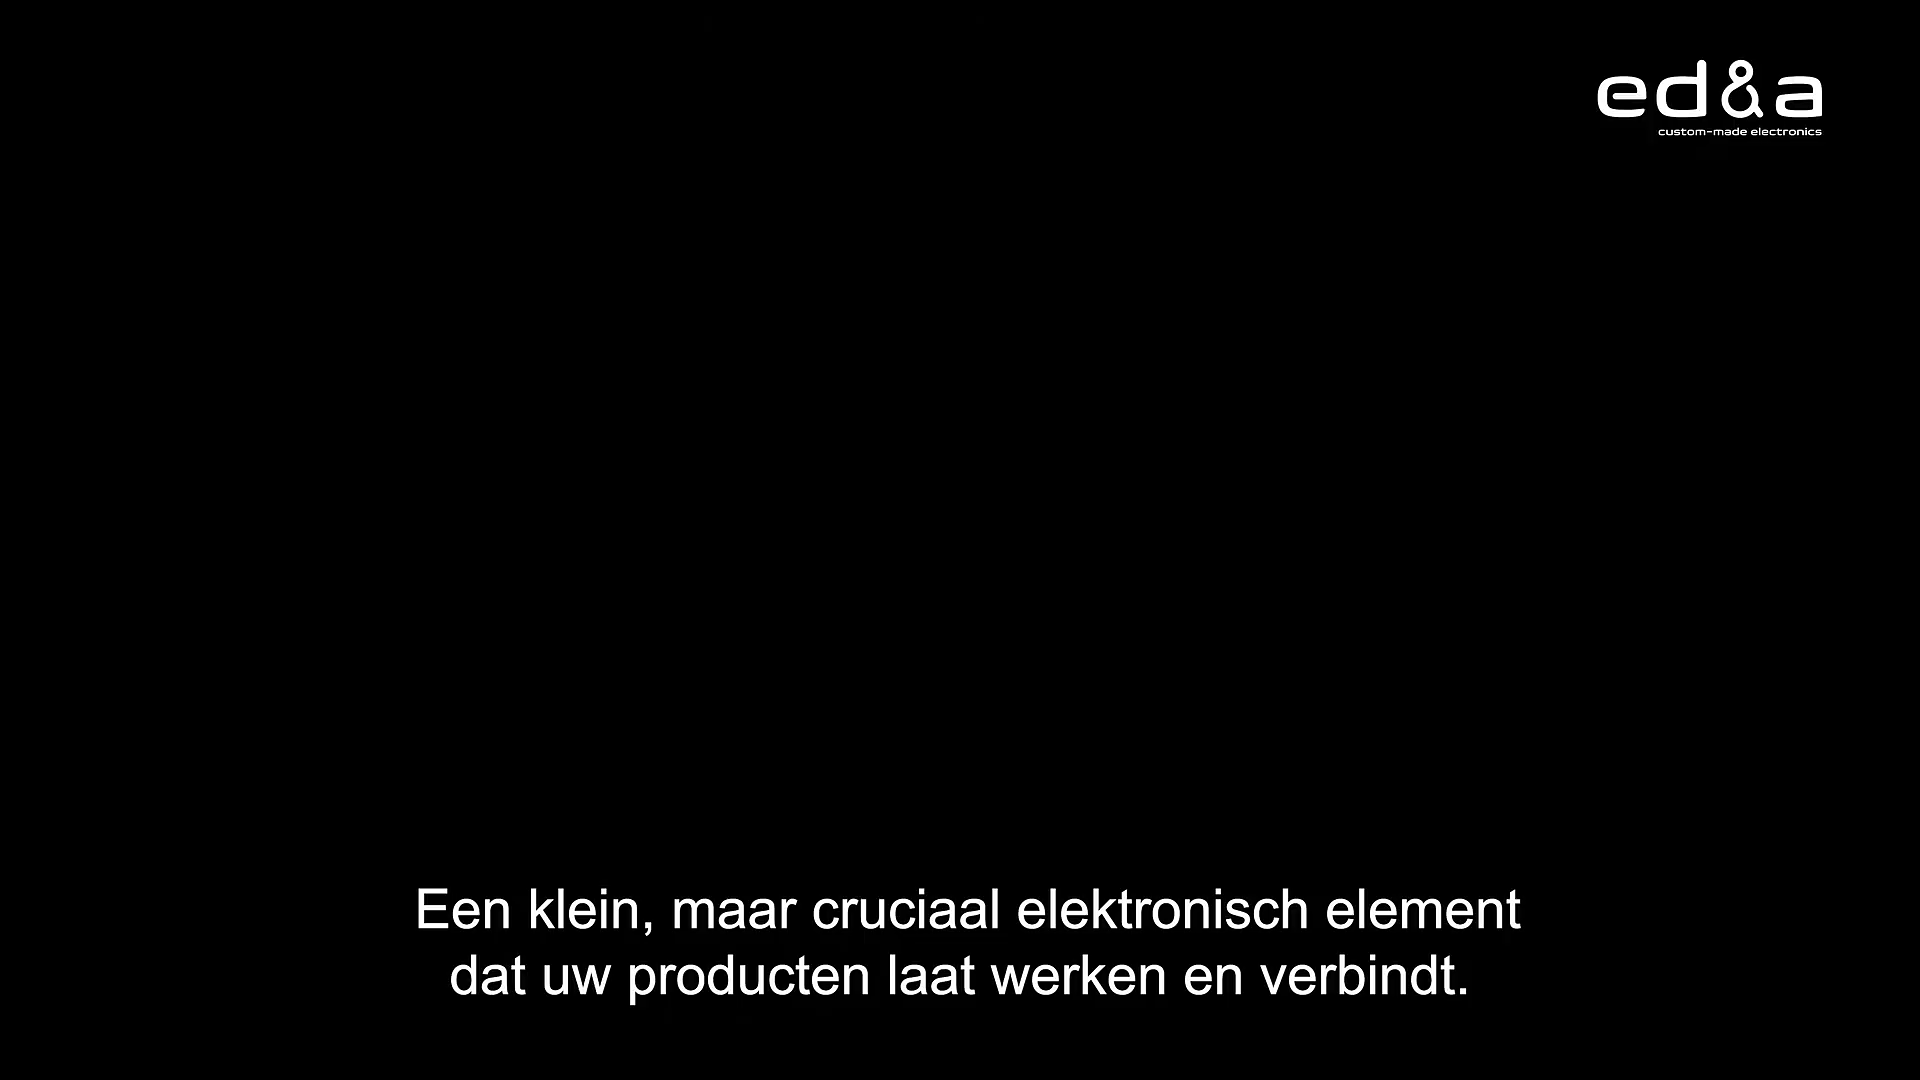 ed&a
custom-made electronics
Een klein, maar cruciaal elektronisch element
dat uw producten laat werken en verbindt.